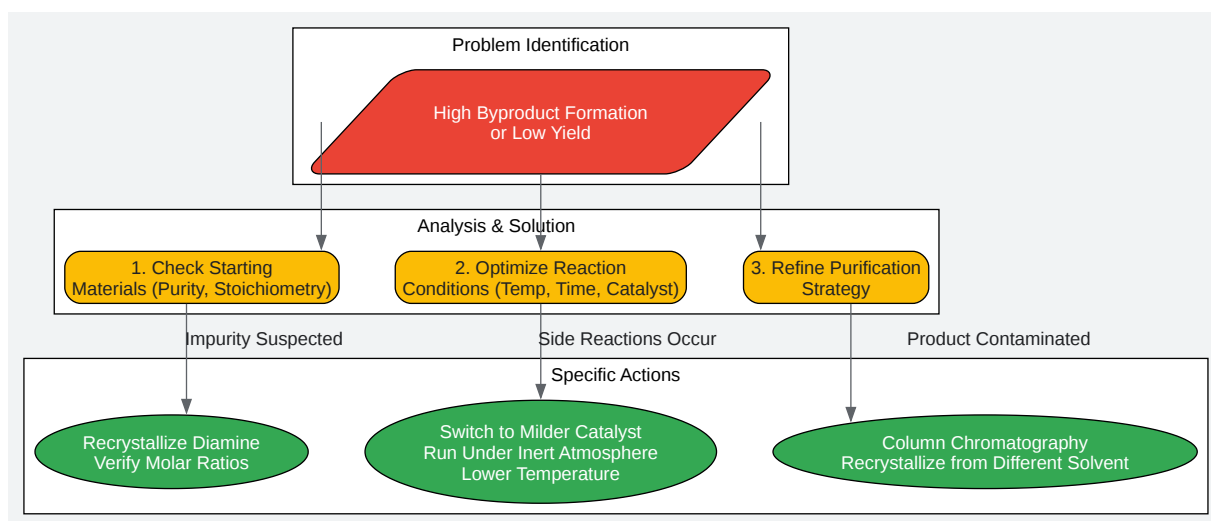 Problem Identification
High Byproduct Formation
or Low Yield
Analysis & Solution
1. Check Starting
Materials (Purity, Stoichiometry)
2. Optimize Reaction
Conditions (Temp, Time, Catalyst)
3. Refine Purification
Strategy
Impurity Suspected
Side Reactions Occur
Product Contaminated
Specific Actions
Recrystallize Diamine
Verify Molar Ratios
Switch to Milder Catalyst
Run Under Inert Atmosphere
Lower Temperature
Column Chromatography
Recrystallize from Different Solvent